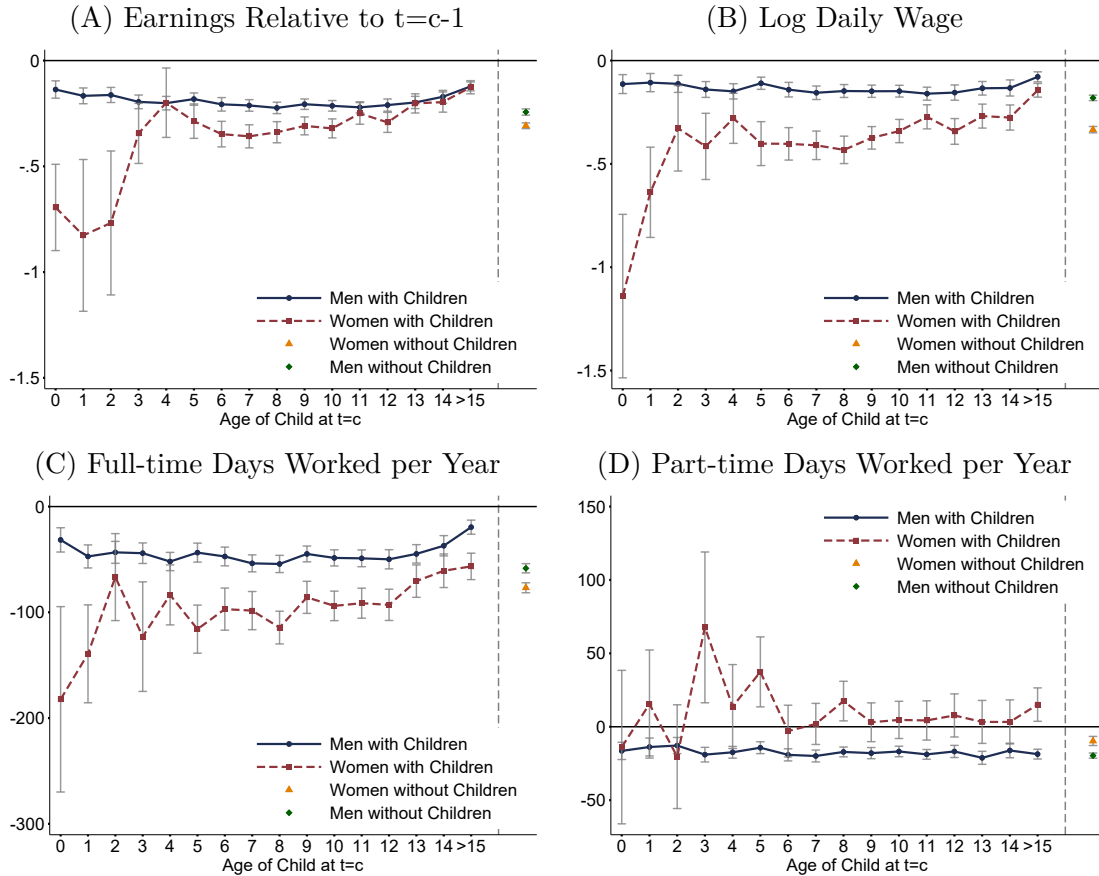 (A) Earnings Relative to t=c-1
0
-.5
-1
-1.5
Men with Children
Women with Children
Women without Children
Men without Children
0 1 2 3 4 5 6 7 8 9 10 11 12 13 14 >15
Age of Child at t=c
(B) Log Daily Wage
0
-.5
-1
-1.5
Men with Children
Women with Children
Women without Children
Men without Children
0 1 2 3 4 5 6 7 8 9 10 11 12 13 14 >15
Age of Child at t=c
(C) Full-time Days Worked per Year
0
-100
-200
-300
Men with Children
Women with Children
Women without Children
Men without Children
0 1 2 3 4 5 6 7 8 9 10 11 12 13 14 >15
Age of Child at t=c
(D) Part-time Days Worked per Year
150
100
50
0
-50
Men with Children
Women with Children
Women without Children
Men without Children
0 1 2 3 4 5 6 7 8 9 10 11 12 13 14 >15
Age of Child at t=c